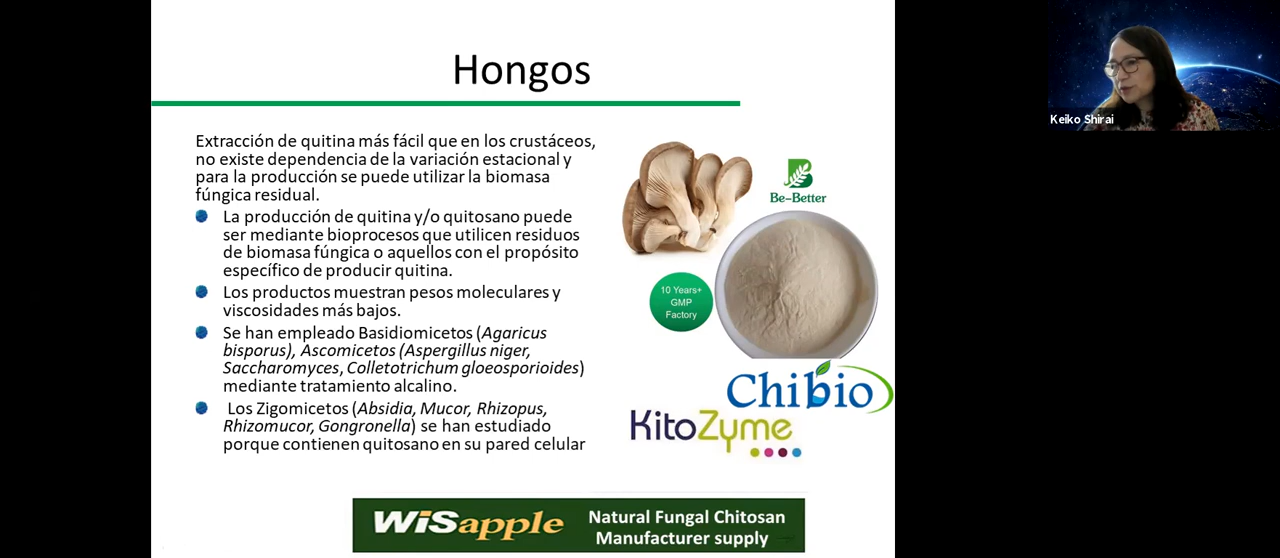 Hongos
Extracción de quitina más fácil que en los crustáceos,
no existe dependencia de la variación estacional y
para la producción se puede utilizar la biomasa
fúngica residual.
La producción de quitina y/o quitosano puede
ser mediante bioprocesos que utilicen residuos
de biomasa fúngica o aquellos con el propósito
específico de producir quitina.
Los productos muestran pesos moleculares y
viscosidades más bajos.
Se han empleado Basidiomicetos (Agaricus
bisporus), Ascomicetos (Aspergillus niger,
Saccharomyces, Colletotrichum gloeosporioides)
mediante tratamiento alcalino.
Los Zigomicetos (Absidia, Mucor, Rhizopus,
Rhizomucor, Gongronella) se han estudiado
porque contienen quitosano en su pared celular
Be-Better
10 Years+
GMP
Factory
Chibio
KitoZyme
WiSapple
Natural Fungal Chitosan
Manufacturer supply
Keiko Shirai